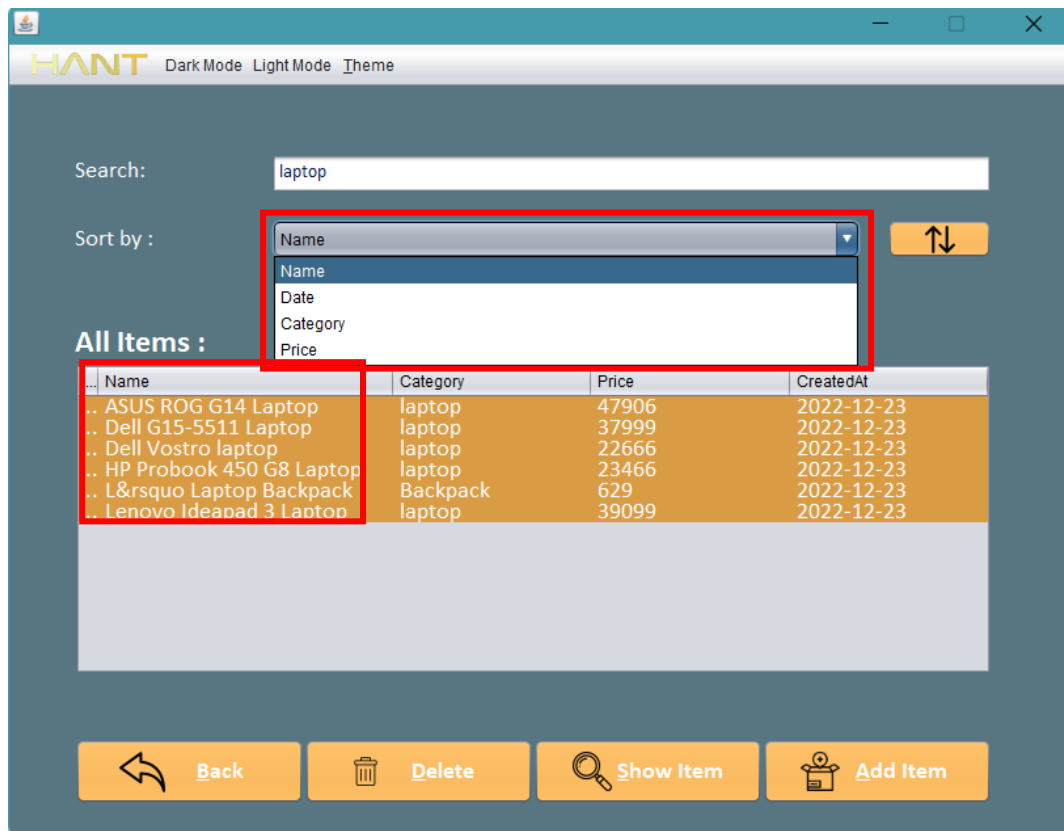 HANT Dark Mode Light Mode Theme
Search: laptop
Sort by : Name
Name
Date
Category
Price
All Items :
... Name Category Price CreatedAt
.. ASUS ROG G14 Laptop laptop 47906 2022-12-23
.. Dell G15-5511 Laptop laptop 37999 2022-12-23
.. Dell Vostro laptop laptop 22666 2022-12-23
.. HP Probook 450 G8 Laptop laptop 23466 2022-12-23
.. L&rsquo Laptop Backpack Backpack 629 2022-12-23
.. Lenovo Ideapad 3 Laptop laptop 39099 2022-12-23
Back Delete Show Item Add Item